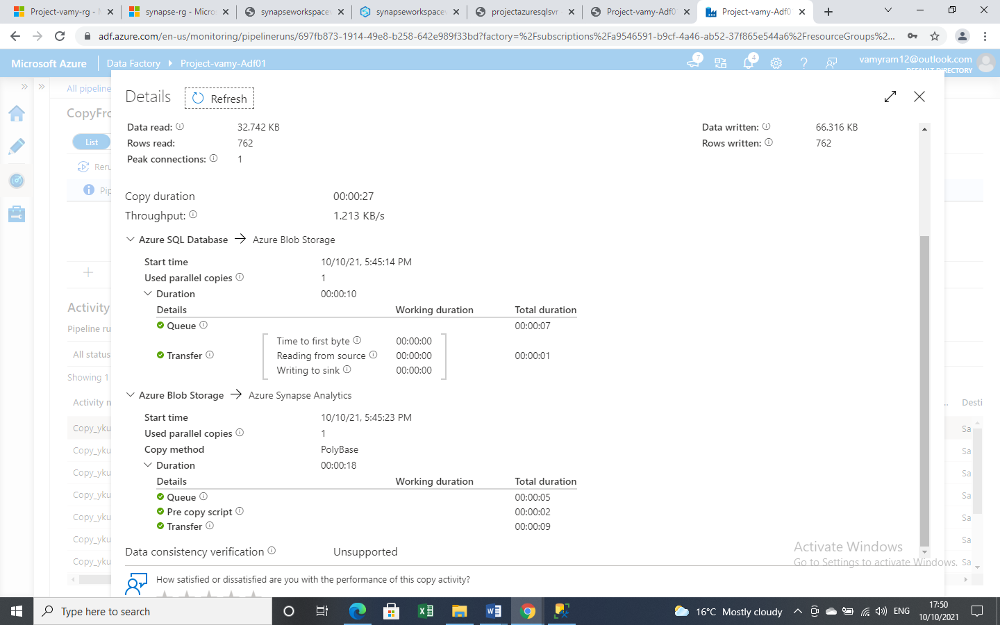 Project-vamy-rg - M
synapse-rg - Micros
synapseworkspacev
synapseworkspacev
projectazuresqlsvr -
Project-vamy-Adf0
Project-vamy-Adf0
adf.azure.com/en-us/monitoring/pipelineruns/697fb873-1914-49e8-b258-642e989f33bd?factory=%2Fsubscriptions%2Fa9546591-b9cf-4a46-ab52-37f865e544a6%2FresourceGroups%2...
Microsoft Azure
Data Factory
Project-vamy-Adf01
7
4
vamyram12@outlook.com
DEFAULT DIRECTORY
All pipeline
CopyFro
List
Reru
Pip
Activity
Pipeline ru
All status
Showing 1
Activity n
Desti
Copy_yku
Sa
Copy_yku
Sa
Copy_yku
Sa
Copy_yku
Sa
Copy_yku
Sa
Copy_yku
Sa
Copy_yku
Sa
Details
Refresh
Data read: 32.742 KB
Data written: 66.316 KB
Rows read: 762
Rows written: 762
Peak connections: 1
Copy duration 00:00:27
Throughput: 1.213 KB/s
Azure SQL Database → Azure Blob Storage
Start time 10/10/21, 5:45:14 PM
Used parallel copies 1
Duration 00:00:10
Details Working duration Total duration
Queue 00:00:07
Time to first byte 00:00:00
Transfer Reading from source 00:00:00 00:00:01
Writing to sink 00:00:00
Azure Blob Storage → Azure Synapse Analytics
Start time 10/10/21, 5:45:23 PM
Used parallel copies 1
Copy method PolyBase
Duration 00:00:18
Details Working duration Total duration
Queue 00:00:05
Pre copy script 00:00:02
Transfer 00:00:09
Data consistency verification Unsupported
How satisfied or dissatisfied are you with the performance of this copy activity?
Activate Windows
Go to Settings to activate Windows.
Type here to search
16°C Mostly cloudy
ENG
17:50
10/10/2021